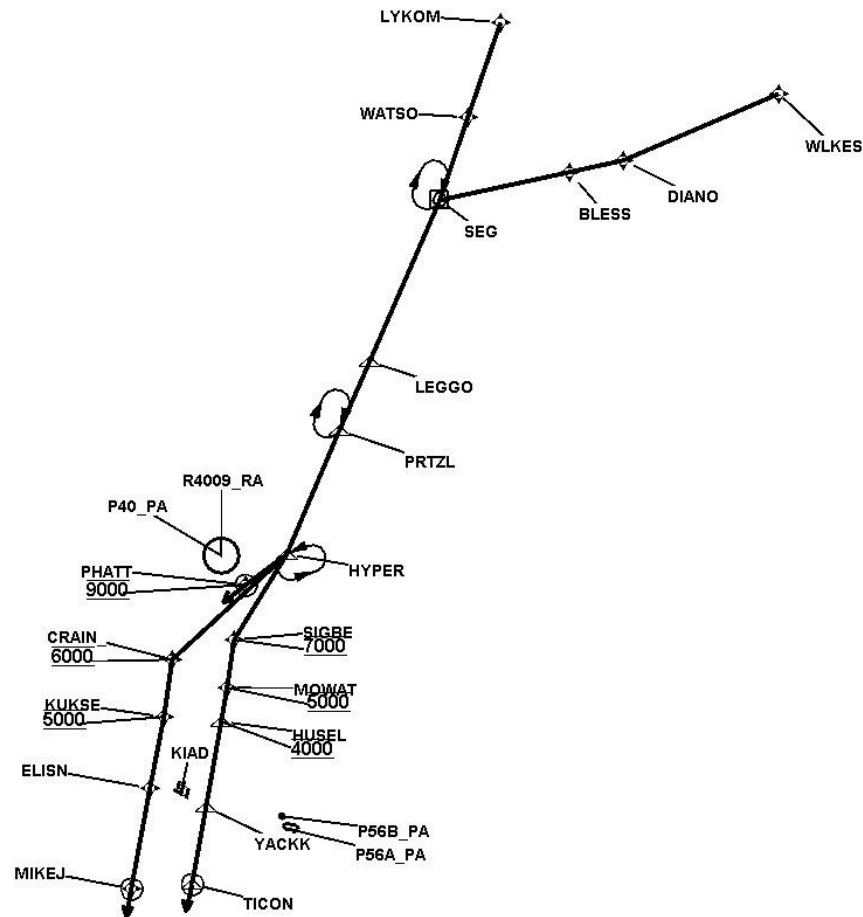 LYKOM
WATSO
WLKES
DIANO
BLESS
SEG
LEGGO
PRTZL
R4009_RA
P40_PA
HYPER
PHATT
9000
SIGBE
7000
CRAIN
6000
MOWAT
5000
KUKSE
5000
HUSEL
4000
KIAD
ELISN
P56B_PA
YACKK
P56A_PA
MIKEJ
TICON